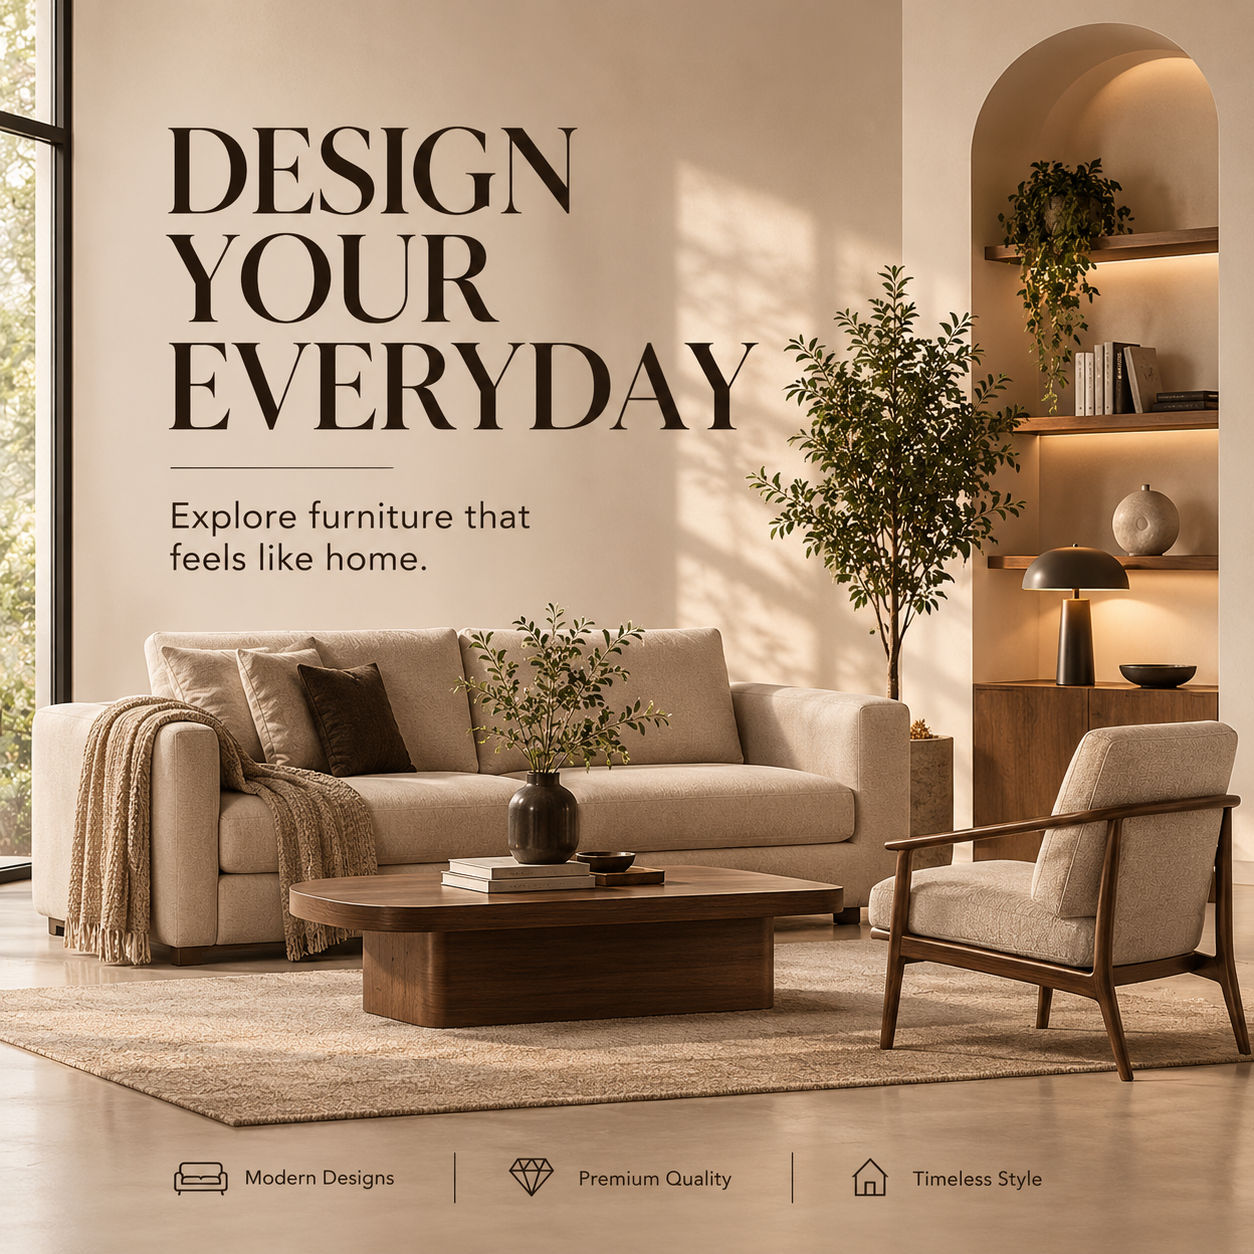 DESIGN
YOUR
EVERYDAY
Explore furniture that
feels like home.
Modern Designs
Premium Quality
Timeless Style